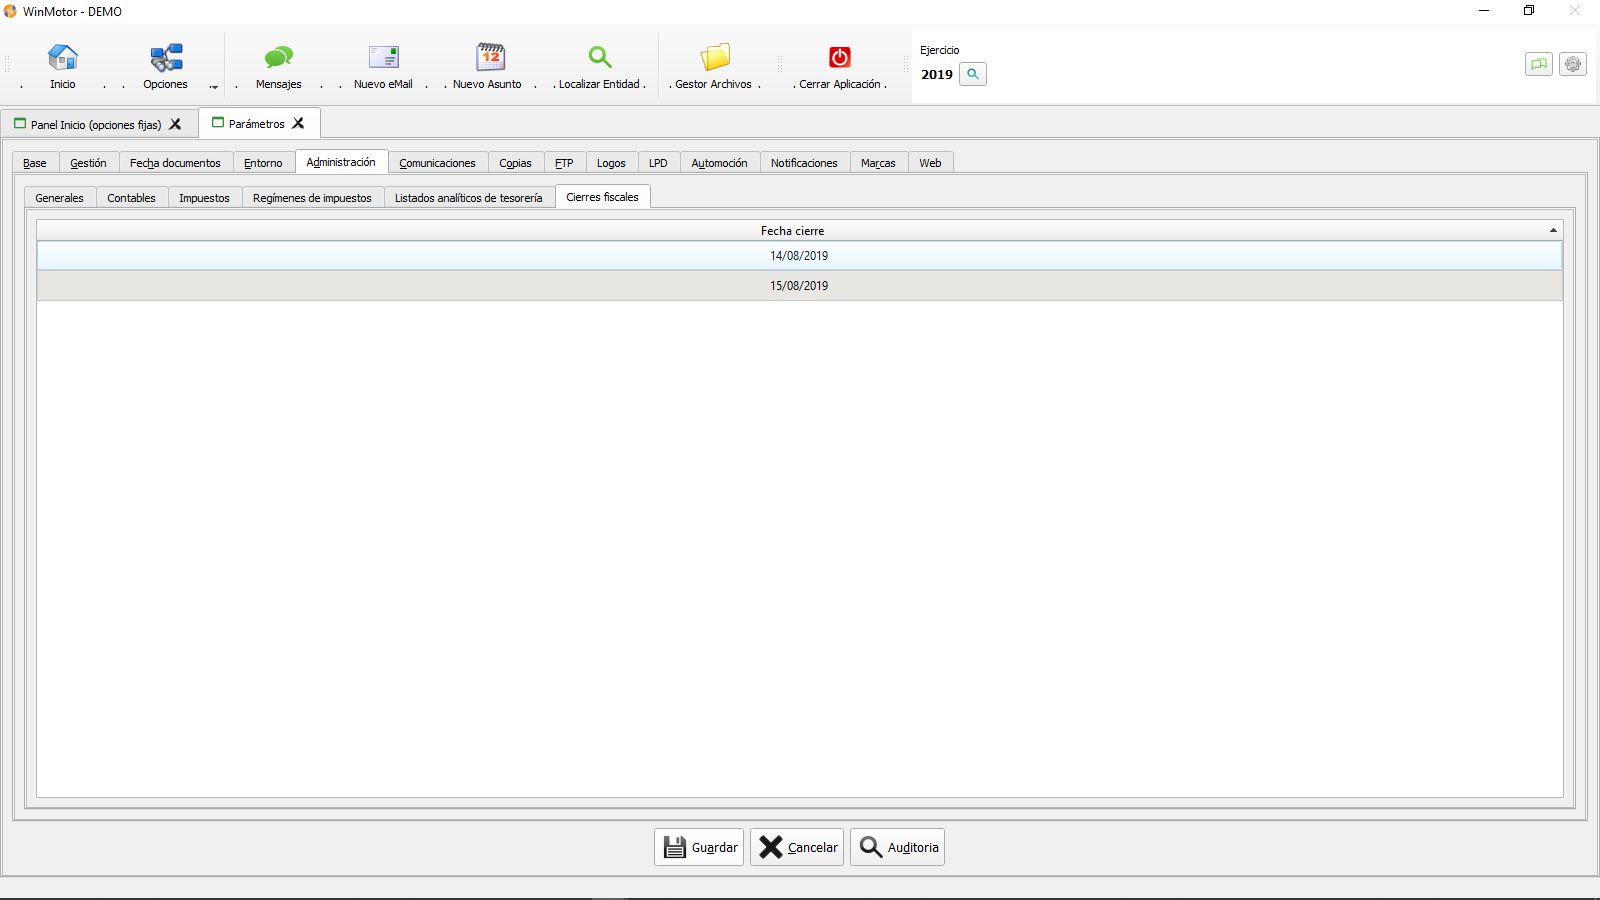 WinMotor - DEMO
Inicio
Opciones
Mensajes
Nuevo eMail
12
Nuevo Asunto
Localizar Entidad
Gestor Archivos
Cerrar Aplicación
Ejercicio
2019
Panel Inicio (opciones fijas)
Parámetros
Base
Gestión
Fecha documentos
Entorno
Administración
Comunicaciones
Copias
FTP
Logos
LPD
Automoción
Notificaciones
Marcas
Web
Generales
Contables
Impuestos
Regímenes de impuestos
Listados analíticos de tesorería
Cierres fiscales
Fecha cierre
14/08/2019
15/08/2019
Guardar
Cancelar
Auditoria